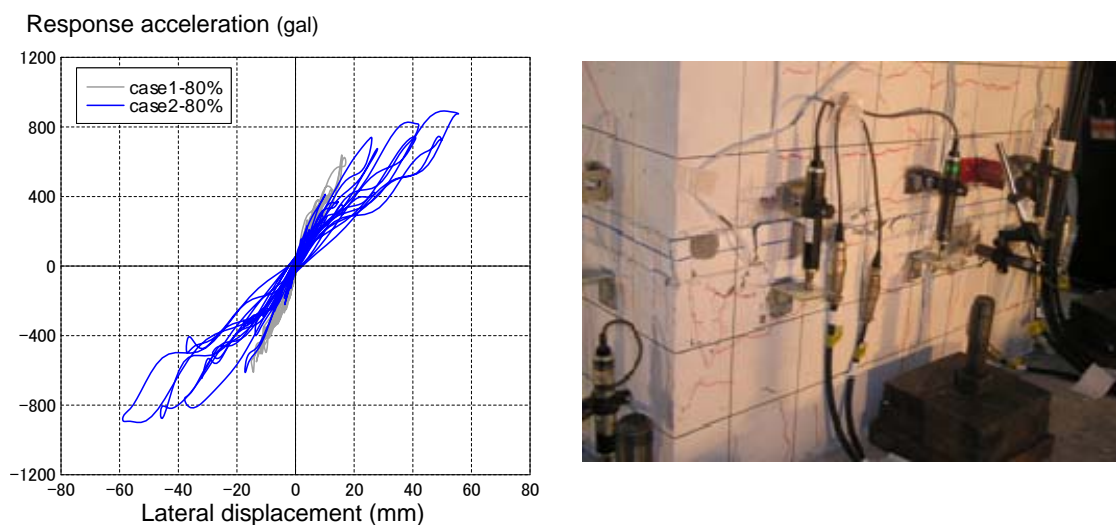 Response acceleration (gal)
1200
800
400
0
−400
−800
−1200
case1-80%
case2-80%
−80 −60 −40 −20 0 20 40 60 80
Lateral displacement (mm)